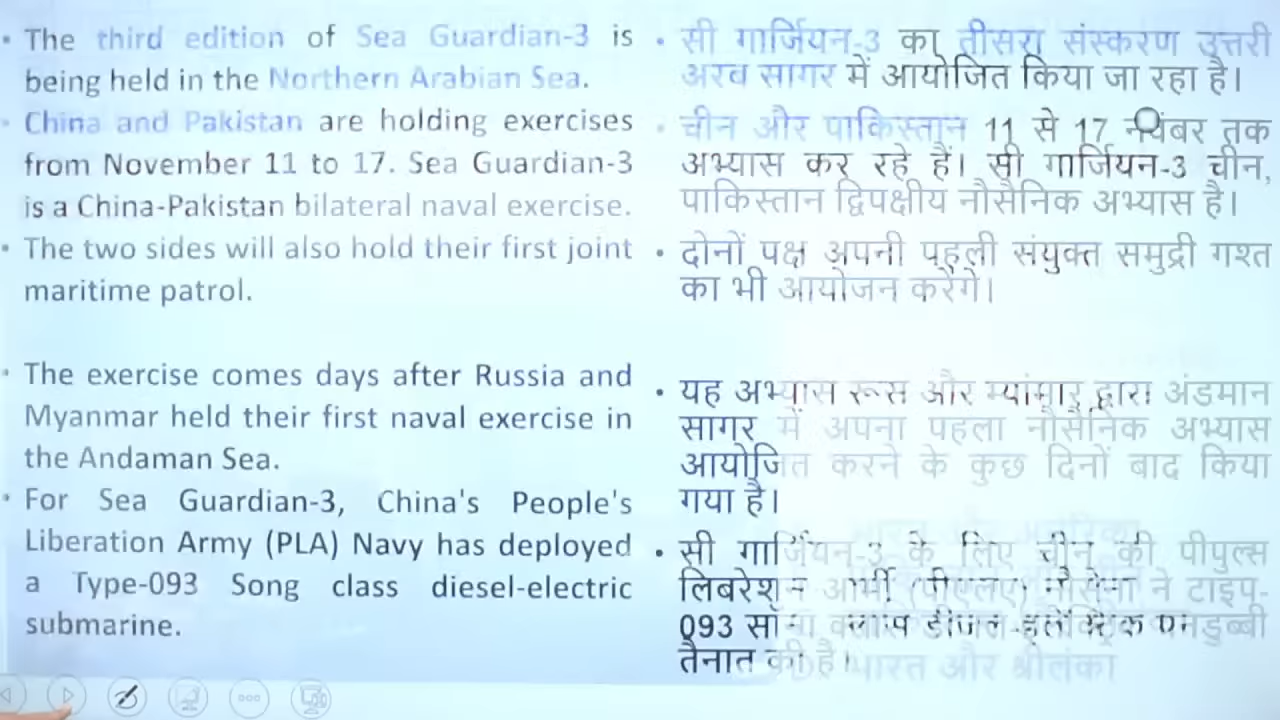 • The third edition of Sea Guardian-3 is
being held in the Northern Arabian Sea.
• China and Pakistan are holding exercises
from November 11 to 17. Sea Guardian-3
is a China-Pakistan bilateral naval exercise.
• The two sides will also hold their first joint
maritime patrol.
• The exercise comes days after Russia and
Myanmar held their first naval exercise in
the Andaman Sea.
• For Sea Guardian-3, China's People's
Liberation Army (PLA) Navy has deployed
a Type-093 Song class diesel-electric
submarine.
• सी गार्जियन-3 का तीसरा संस्करण उत्तरी
अरब सागर में आयोजित किया जा रहा है।
• चीन और पाकिस्तान 11 से 17 नवंबर तक
अभ्यास कर रहे हैं। सी गार्जियन-3 चीन,
पाकिस्तान द्विपक्षीय नौसैनिक अभ्यास है।
• दोनों पक्ष अपनी पहली संयुक्त समुद्री गश्त
का भी आयोजन करेंगे।
• यह अभ्यास रूस और म्यांमार द्वारा अंडमान
सागर में अपना पहला नौसैनिक अभ्यास
आयोजित करने के कुछ दिनों बाद किया
गया है।
• सी गार्जियन-3 के लिए चीन की पीपुल्स
लिबरेशन आर्मी (पीएलए) नौसेना ने टाइप-
093 क्लास डीजल-इलेक्ट्रिक पनडुब्बी
तैनात की है। भारत और श्रीलंका